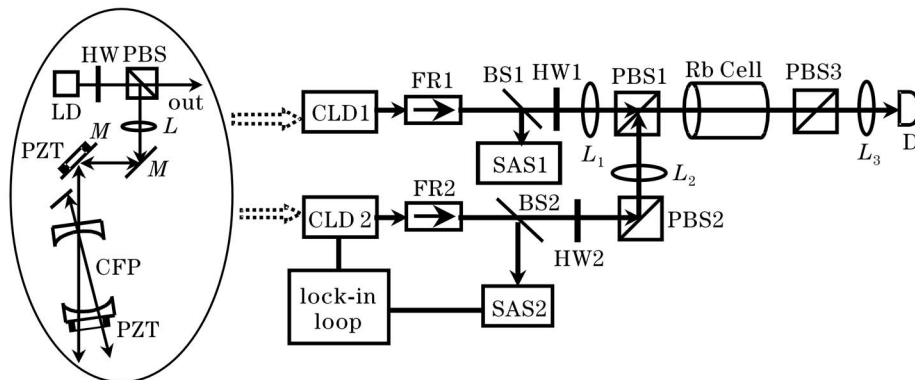 HW PBS
LD
out
L
M
PZT
M
CFP
PZT
CLD1
FR1
BS1
HW1
SAS1
L1
PBS1
Rb Cell
PBS3
L3
D
CLD 2
FR2
BS2
HW2
L2
PBS2
lock-in
loop
SAS2